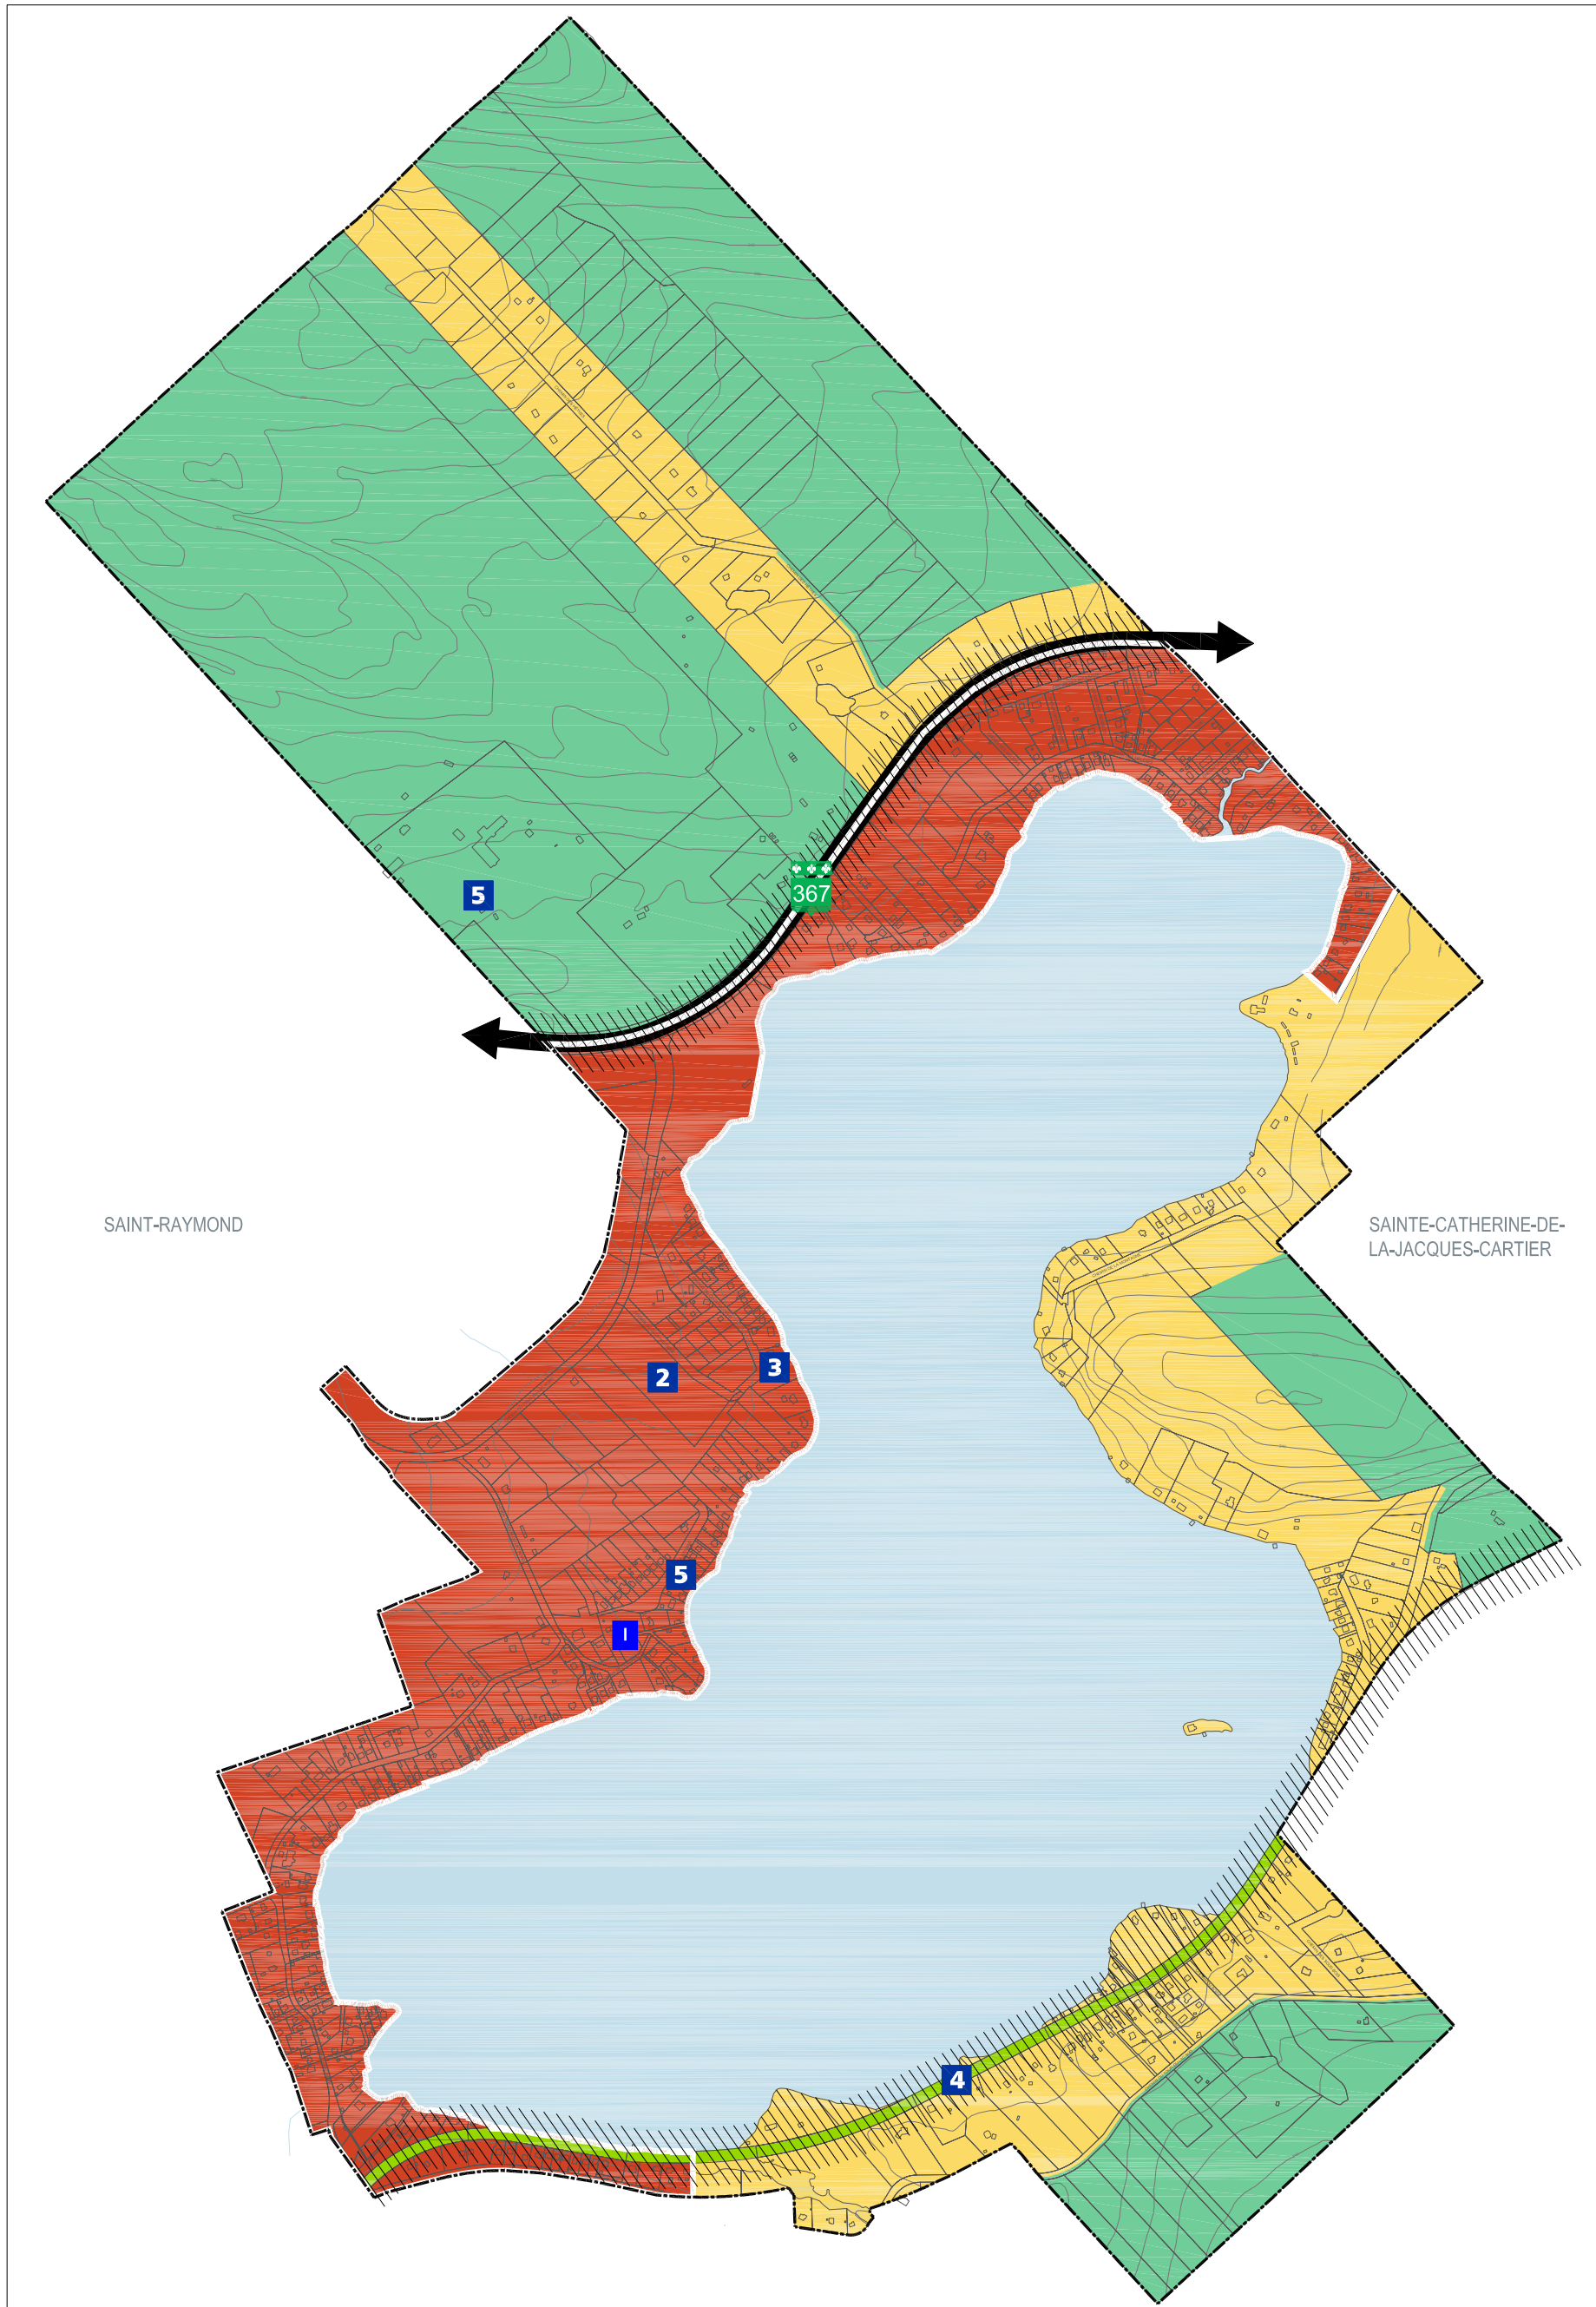 367
5
SAINT-RAYMOND
SAINTE-CATHERINE-DE-
LA-JACQUES-CARTIER
2
3
5
I
4